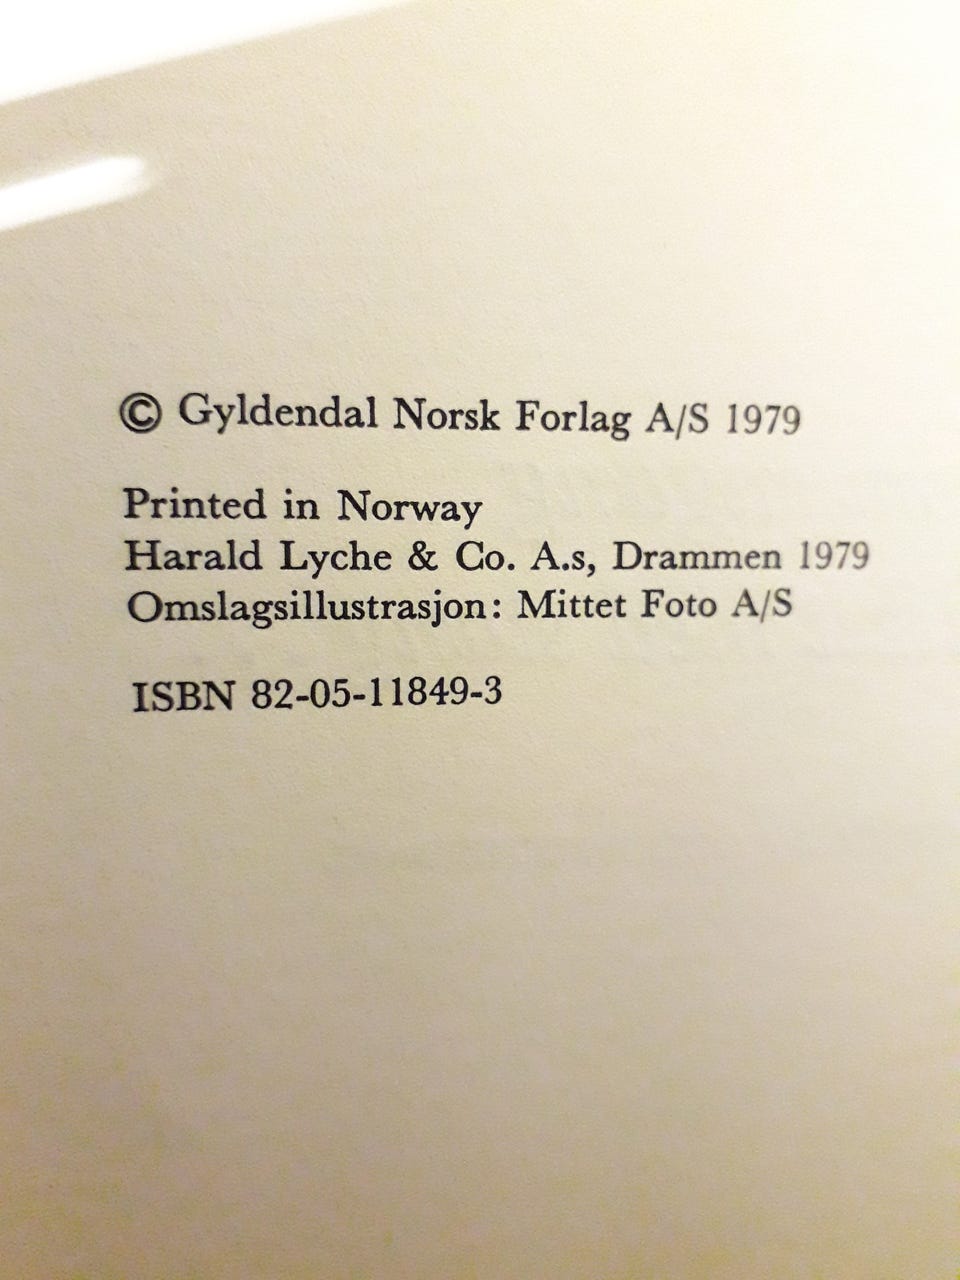 © Gyldendal Norsk Forlag A/S 1979
Printed in Norway
Harald Lyche & Co. A.s, Drammen 1979
Omslagsillustrasjon: Mittet Foto A/S
ISBN 82-05-11849-3